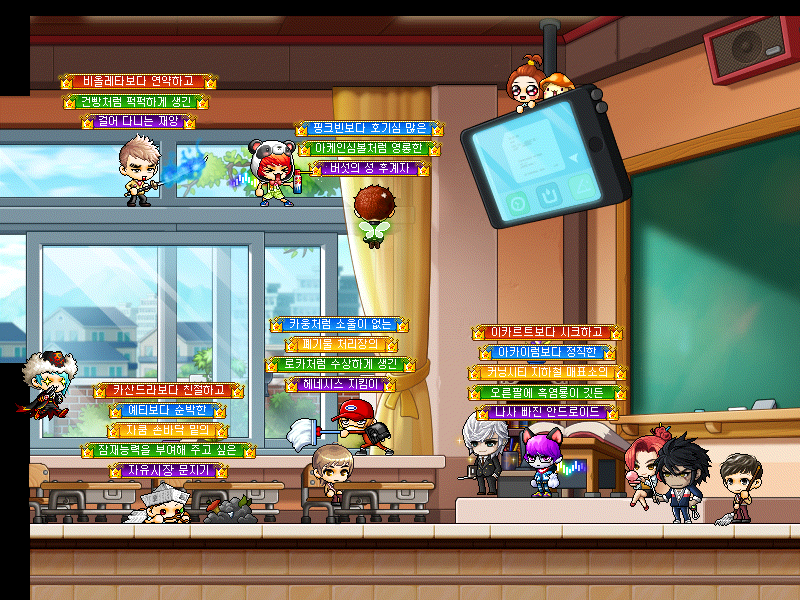 비올레타보다 연약하고
건빵처럼 퍽퍽하게 생긴
걸어 다니는 재앙
핑크빈보다 호기심 많은
아케인심볼처럼 영롱한
버섯의 성 후계자
카웅처럼 소울이 없는
폐기물 처리장의
로카처럼 수상하게 생긴
헤네시스 지킴이
이카르트보다 시크하고
아카이럼보다 정직한
커닝시티 지하철 매표소의
오른팔에 흑염룡이 깃든
나사 빠진 안드로이드
카산드라보다 친절하고
예티보다 순박한
자쿰 손바닥 밑의
잠재능력을 부여해 주고 싶은
자유시장 문지기